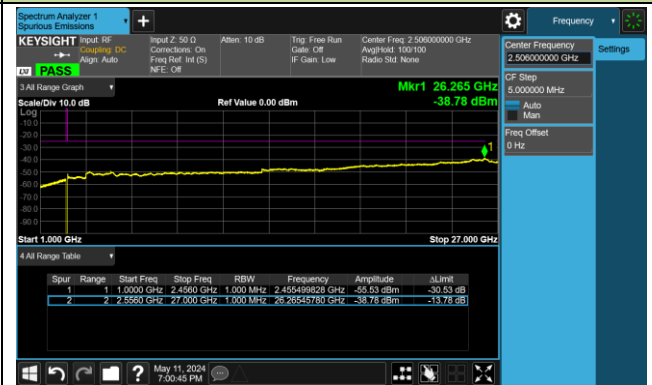 Spectrum Analyzer 1
Spurious Emissions
Frequency
KEYSIGHT Input: RF Input Z: 50 Ω Atten: 10 dB Trig: Free Run Center Freq: 2.506000000 GHz
Coupling: DC Corrections: On Gate: Off Avg|Hold: 100/100
Align: Auto Freq Ref: Int (S) IF Gain: Low Radio Std: None
NFE: Off
LXI PASS
Center Frequency
2.506000000 GHz
Settings
CF Step
5.000000 MHz
Auto
Man
Freq Offset
0 Hz
3 All Range Graph
Mkr1 26.265 GHz
Scale/Div 10.0 dB Ref Value 0.00 dBm -38.78 dBm
Log
-10.0
-20.0
-30.0
1
-40.0
-50.0
-60.0
-70.0
-80.0
-90.0
Start 1.000 GHz Stop 27.000 GHz
4 All Range Table
Spur Range Start Freq Stop Freq RBW Frequency Amplitude ΔLimit
1 1 1.0000 GHz 2.4560 GHz 1.000 MHz 2.455499828 GHz -55.53 dBm -30.53 dB
2 2 2.5560 GHz 27.000 GHz 1.000 MHz 26.26545780 GHz -38.78 dBm -13.78 dB
? May 11, 2024
7:00:45 PM